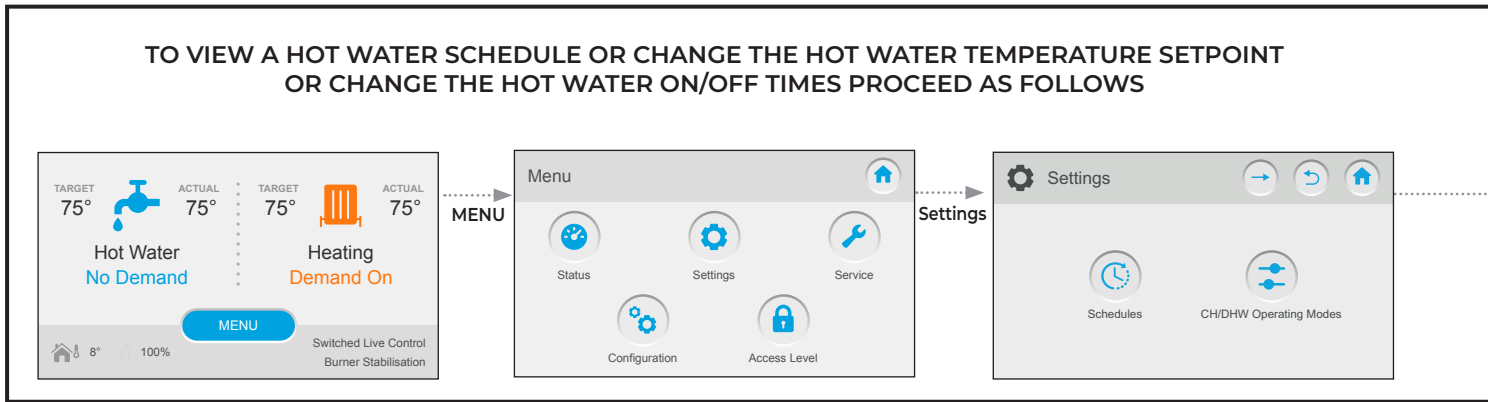 TO VIEW A HOT WATER SCHEDULE OR CHANGE THE HOT WATER TEMPERATURE SETPOINT
OR CHANGE THE HOT WATER ON/OFF TIMES PROCEED AS FOLLOWS
TARGET
75°
ACTUAL
75°
Hot Water
No Demand
TARGET
75°
ACTUAL
75°
Heating
Demand On
MENU
8°
100%
Switched Live Control
Burner Stabilisation
MENU
Menu
Status
Settings
Service
Configuration
Access Level
Settings
Settings
Schedules
CH/DHW Operating Modes